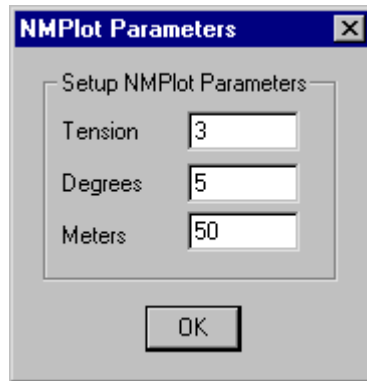 NMPlot Parameters
Setup NMPlot Parameters
Tension 3
Degrees 5
Meters 50
OK